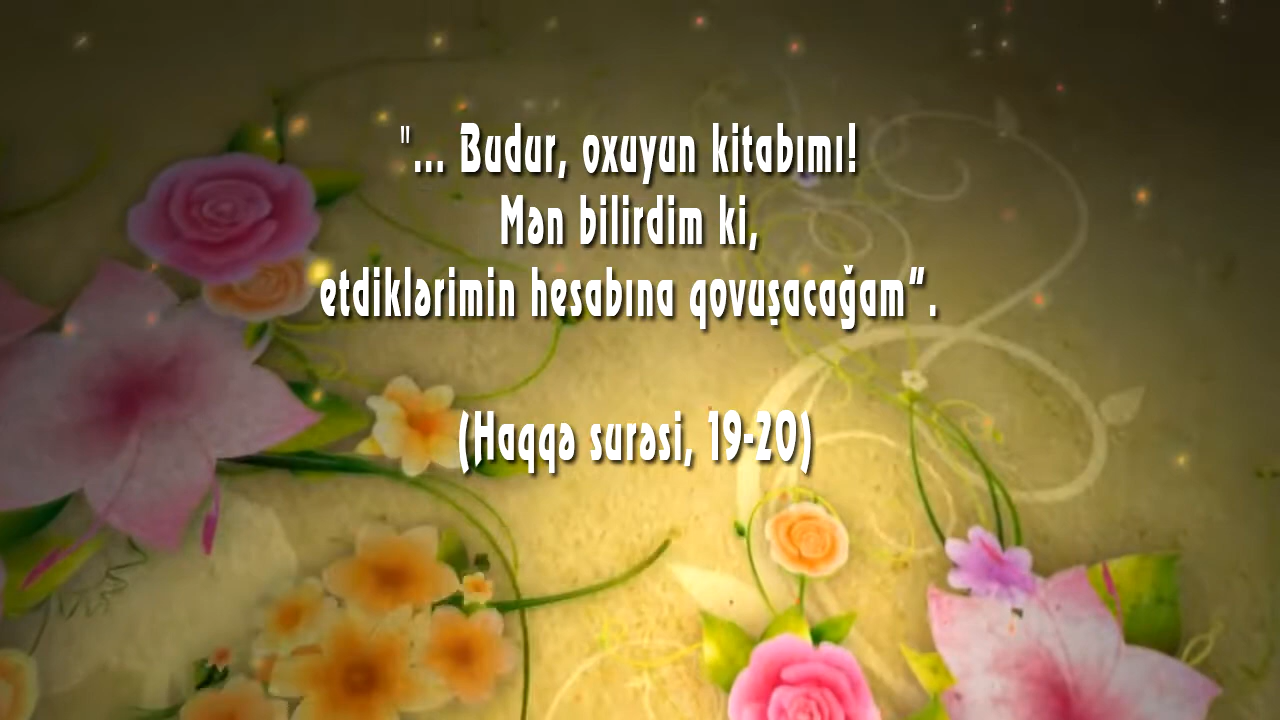 "... Budur, oxuyun kitabımı!
Mən bilirdim ki,
etdiklərimin hesabına qovuşacağam”.
(Haqqə surəsi, 19-20)